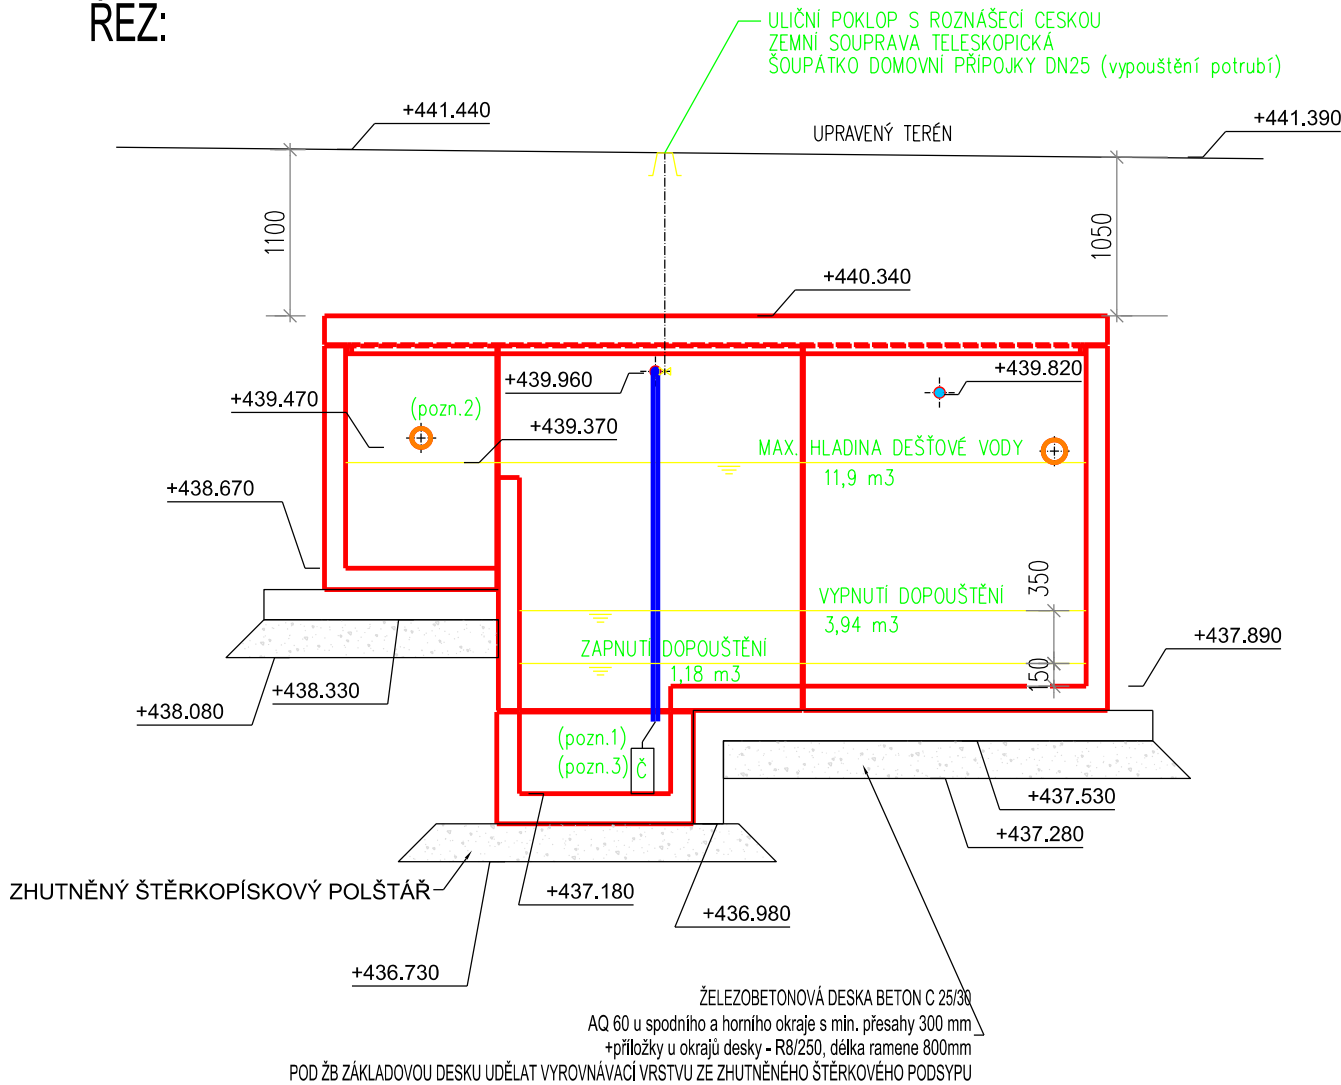 ŘEZ:
ULIČNÍ POKLOP S ROZNÁŠECÍ CESKOU
ZEMNÍ SOUPRAVA TELESKOPICKÁ
ŠOUPÁTKO DOMOVNÍ PŘÍPOJKY DN25 (vypouštění potrubí)
+441.440
+441.390
UPRAVENÝ TERÉN
1100
1050
+440.340
+439.960
+439.820
+439.470
(pozn.2)
+439.370
MAX. HLADINA DEŠŤOVÉ VODY
11,9 m3
+438.670
350
VYPNUTÍ DOPOUŠTĚNÍ
3,94 m3
+437.890
ZAPNUTÍ DOPOUŠTĚNÍ
1,18 m3
150
+438.330
+438.080
(pozn.1)
(pozn.3)
Č
+437.530
+437.280
ZHUTNĚNÝ ŠTĚRKOPÍSKOVÝ POLŠTÁŘ
+437.180
+436.980
+436.730
ŽELEZOBETONOVÁ DESKA BETON C 25/30
AQ 60 u spodního a horního okraje s min. přesahy 300 mm
+příložky u okrajů desky - R8/250, délka ramene 800mm
POD ŽB ZÁKLADOVOU DESKU UDĚLAT VYROVNÁVACÍ VRSTVU ZE ZHUTNĚNÉHO ŠTĚRKOVÉHO PODSYPU